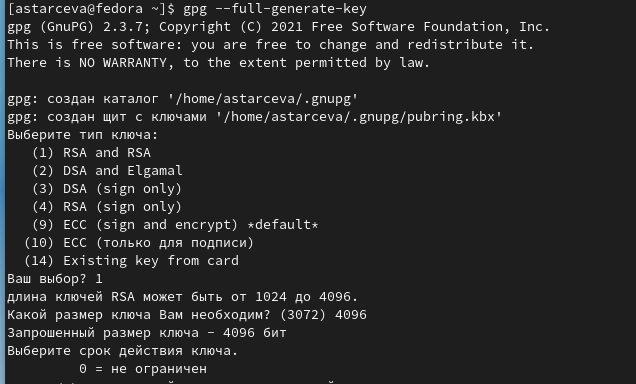 [astarceva@fedora ~]$ gpg --full-generate-key
gpg (GnuPG) 2.3.7; Copyright (C) 2021 Free Software Foundation, Inc.
This is free software: you are free to change and redistribute it.
There is NO WARRANTY, to the extent permitted by law.

gpg: создан каталог '/home/astarceva/.gnupg'
gpg: создан щит с ключами '/home/astarceva/.gnupg/pubring.kbx'
Выберите тип ключа:
   (1) RSA and RSA
   (2) DSA and Elgamal
   (3) DSA (sign only)
   (4) RSA (sign only)
   (9) ECC (sign and encrypt) *default*
  (10) ECC (только для подписи)
  (14) Existing key from card
Ваш выбор? 1
длина ключей RSA может быть от 1024 до 4096.
Какой размер ключа Вам необходим? (3072) 4096
Запрошенный размер ключа - 4096 бит
Выберите срок действия ключа.
         0 = не ограничен